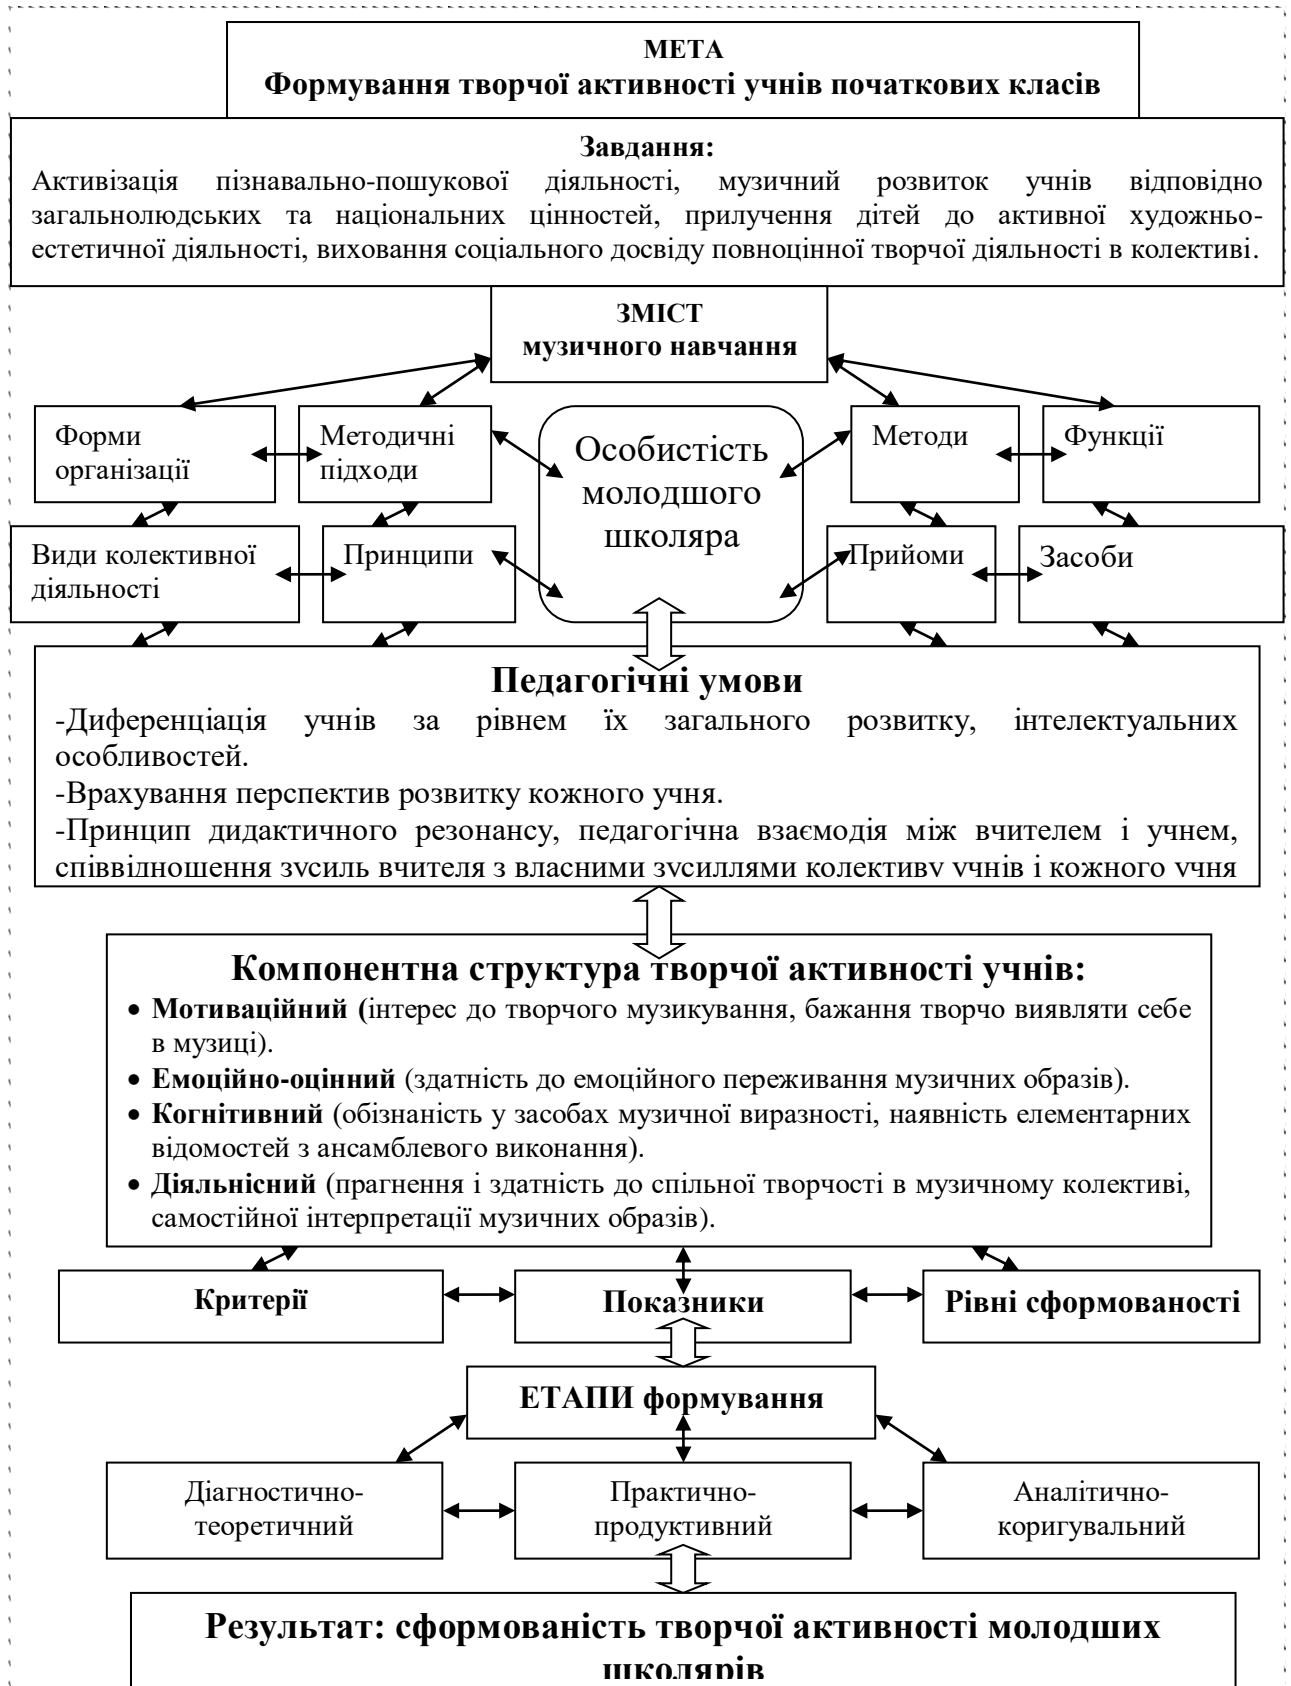 МЕТА
Формування творчої активності учнів початкових класів
Завдання:
Активізація пізнавально-пошукової діяльності, музичний розвиток учнів відповідно
загальнолюдських та національних цінностей, прилучення дітей до активної художньо-
естетичної діяльності, виховання соціального досвіду повноцінної творчої діяльності в колективі.
ЗМІСТ
музичного навчання
Форми
організації
Методичні
підходи
Особистість
молодшого
школяра
Методи
Функції
Види колективної
діяльності
Принципи
Прийоми
Засоби
Педагогічні умови
-Диференціація учнів за рівнем їх загального розвитку, інтелектуальних
особливостей.
-Врахування перспектив розвитку кожного учня.
-Принцип дидактичного резонансу, педагогічна взаємодія між вчителем і учнем,
співвідношення зусиль вчителя з власними зусиллями колективу учнів і кожного учня
Компонентна структура творчої активності учнів:
• Мотиваційний (інтерес до творчого музикування, бажання творчо виявляти себе
в музиці).
• Емоційно-оцінний (здатність до емоційного переживання музичних образів).
• Когнітивний (обізнаність у засобах музичної виразності, наявність елементарних
відомостей з ансамблевого виконання).
• Діяльнісний (прагнення і здатність до спільної творчості в музичному колективі,
самостійної інтерпретації музичних образів).
Критерії
Показники
Рівні сформованості
ЕТАПИ формування
Діагностично-
теоретичний
Практично-
продуктивний
Аналітично-
коригувальний
Результат: сформованість творчої активності молодших
школярів